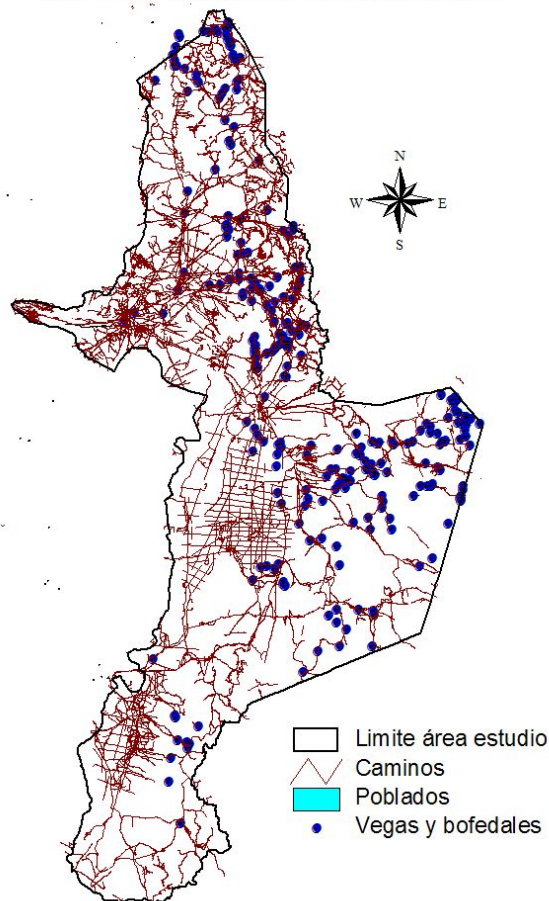 N
W E
S
Limite área estudio
Caminos
Poblados
Vegas y bofedales